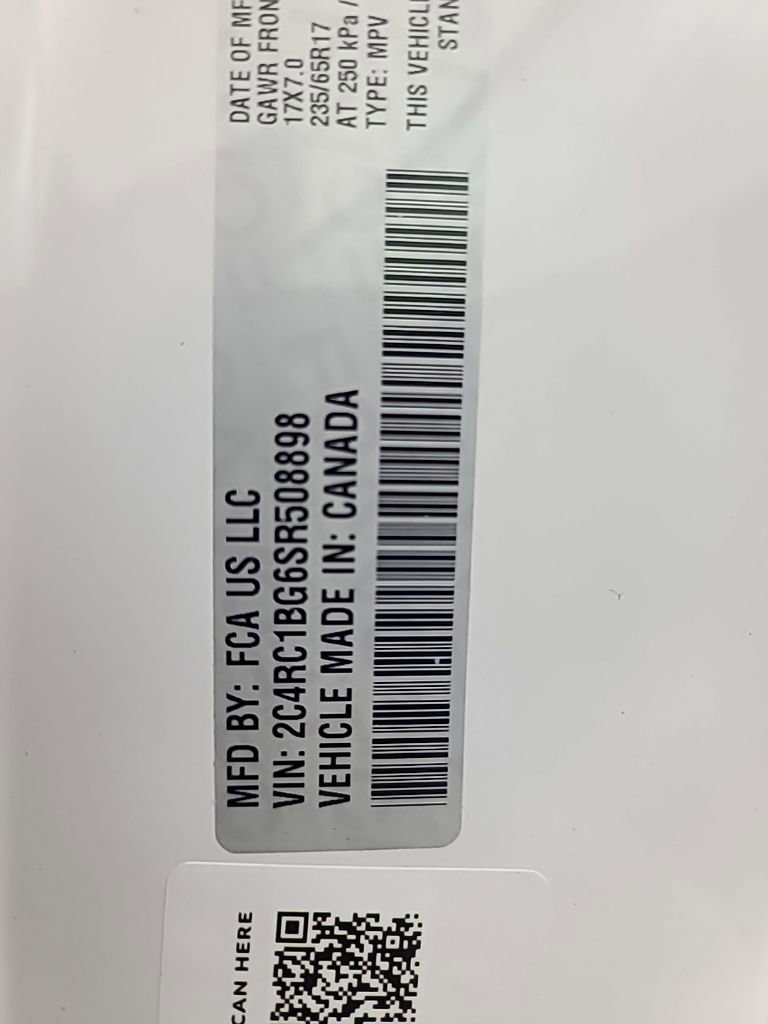 MFD BY: FCA US LLC
VIN: 2C4RC1BG6SR508898
VEHICLE MADE IN: CANADA
DATE OF MF
GAWR FRON
17X7.0
235/65R17
AT 250 kPa /
TYPE: MPV
THIS VEHICL
STAN
CAN HERE